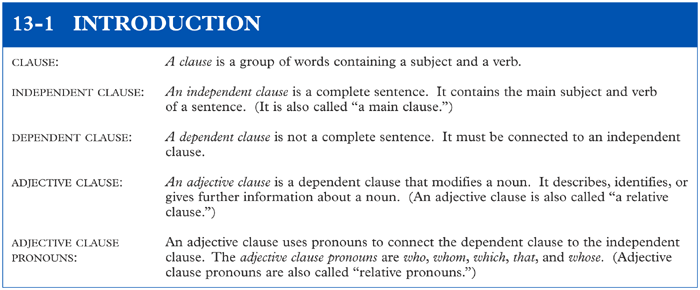 13-1 INTRODUCTION
CLAUSE: A clause is a group of words containing a subject and a verb.
INDEPENDENT CLAUSE: An independent clause is a complete sentence. It contains the main subject and verb
of a sentence. (It is also called “a main clause.”)
DEPENDENT CLAUSE: A dependent clause is not a complete sentence. It must be connected to an independent
clause.
ADJECTIVE CLAUSE: An adjective clause is a dependent clause that modifies a noun. It describes, identifies, or
gives further information about a noun. (An adjective clause is also called “a relative
clause.”)
ADJECTIVE CLAUSE An adjective clause uses pronouns to connect the dependent clause to the independent
PRONOUNS: clause. The adjective clause pronouns are who, whom, which, that, and whose. (Adjective
clause pronouns are also called “relative pronouns.”)